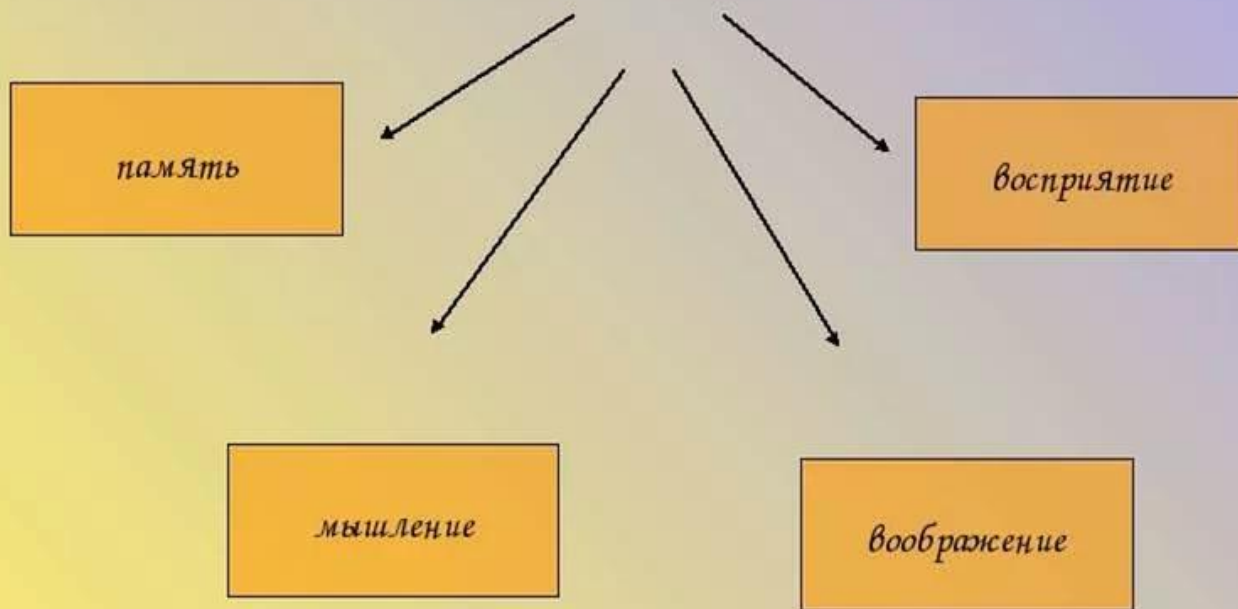 память
восприятие
мышление
воображение